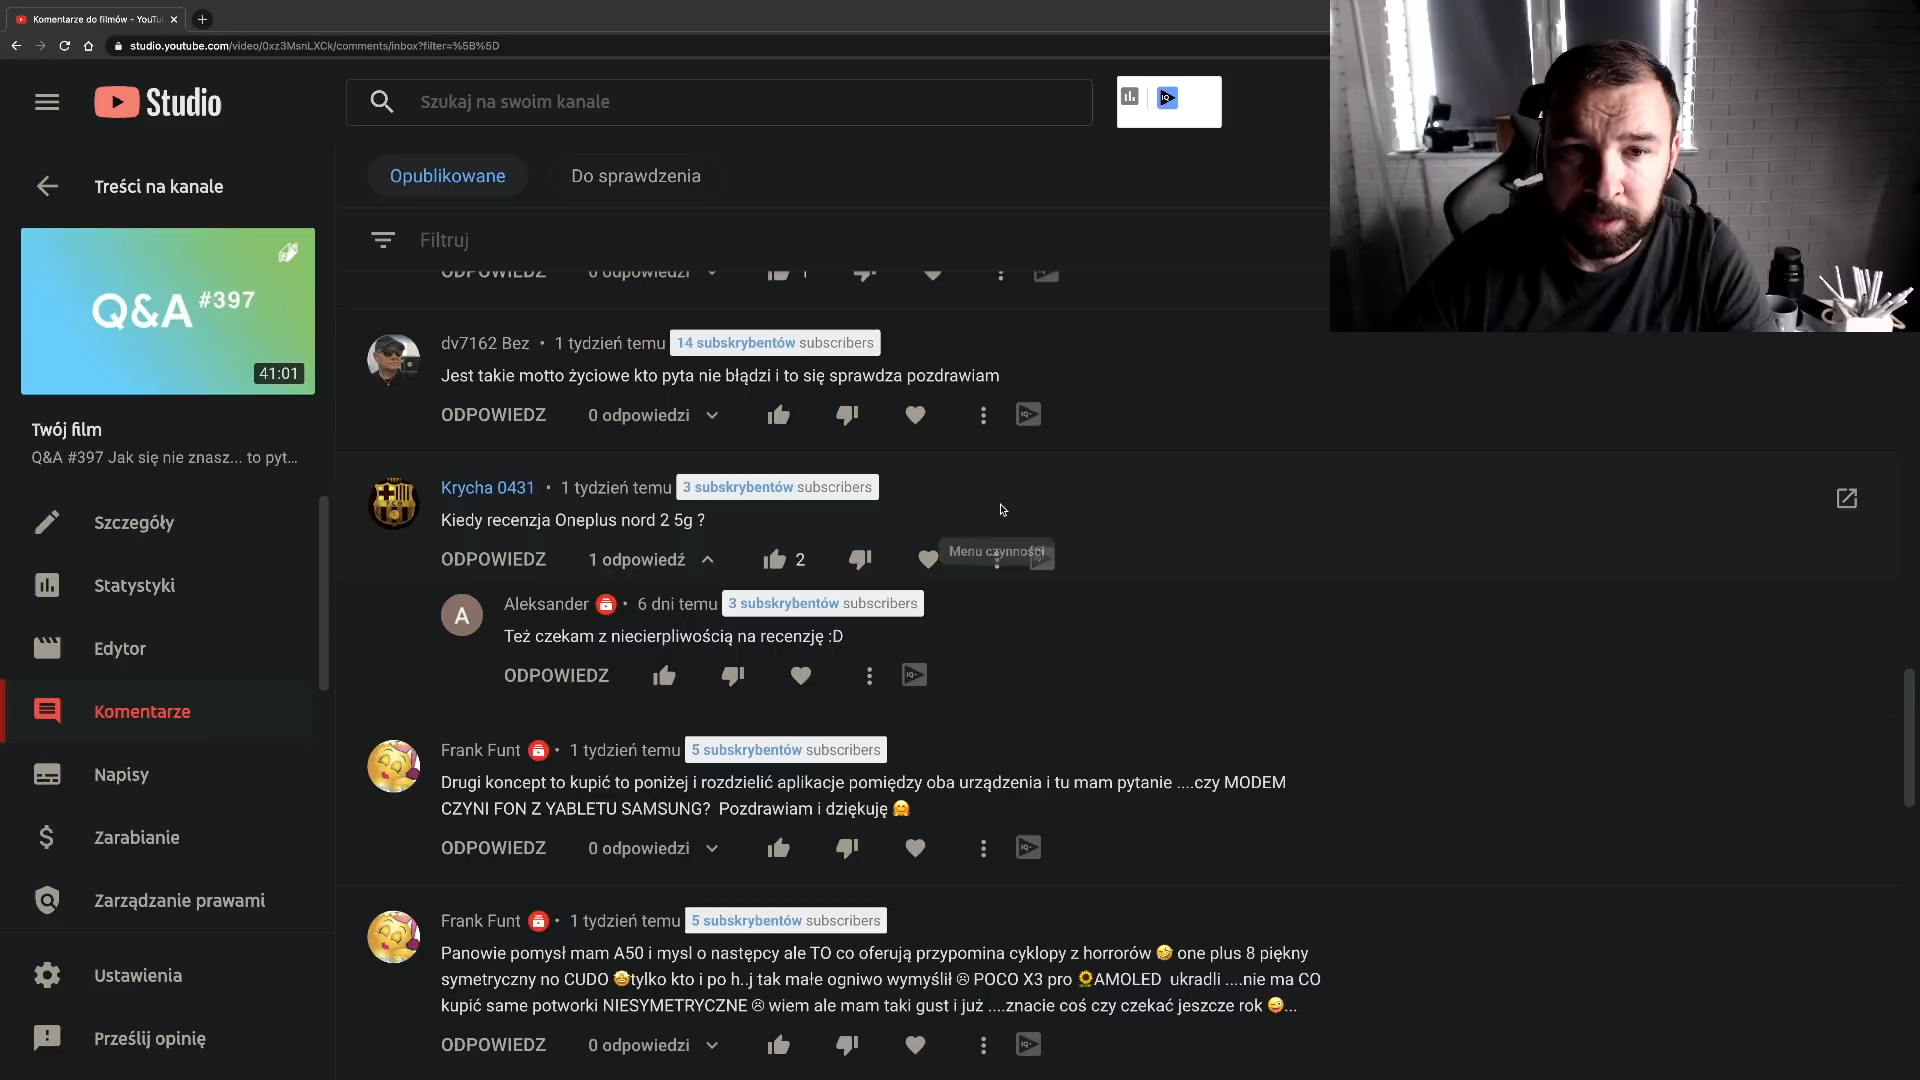 Komentarze do filmów - YouTu
studio.youtube.com/video/0xz3MsnLXCk/comments/inbox?filter=%5B%5D
Studio
Szukaj na swoim kanale
Treści na kanale
Opublikowane
Do sprawdzenia
Filtruj
Q&A #397
41:01
Twój film
Q&A #397 Jak się nie znasz... to pyt...
Szczegóły
Statystyki
Edytor
Komentarze
Napisy
Zarabianie
Zarządzanie prawami
Ustawienia
Prześlij opinię
ODPOWIEDZ 0 odpowiedzi 1
dv7162 Bez • 1 tydzień temu 14 subskrybentów subscribers
Jest takie motto życiowe kto pyta nie błądzi i to się sprawdza pozdrawiam
ODPOWIEDZ 0 odpowiedzi
Krycha 0431 • 1 tydzień temu 3 subskrybentów subscribers
Kiedy recenzja Oneplus nord 2 5g ?
ODPOWIEDZ 1 odpowiedź 2
Menu czynności
A
Aleksander • 6 dni temu 3 subskrybentów subscribers
Też czekam z niecierpliwością na recenzję :D
ODPOWIEDZ
Frank Funt • 1 tydzień temu 5 subskrybentów subscribers
Drugi koncept to kupić to poniżej i rozdzielić aplikacje pomiędzy oba urządzenia i tu mam pytanie ....czy MODEM
CZYNI FON Z YABLETU SAMSUNG? Pozdrawiam i dziękuję 🤗
ODPOWIEDZ 0 odpowiedzi
Frank Funt • 1 tydzień temu 5 subskrybentów subscribers
Panowie pomysł mam A50 i mysl o następcy ale TO co oferują przypomina cyklopy z horrorów 🤣 one plus 8 piękny
symetryczny no CUDO 🤩tylko kto i po h..j tak małe ogniwo wymyślił ☹ POCO X3 pro 🌻AMOLED ukradli ....nie ma CO
kupić same potworki NIESYMETRYCZNE ☹ wiem ale mam taki gust i już ....znacie coś czy czekać jeszcze rok 😜...
ODPOWIEDZ 0 odpowiedzi